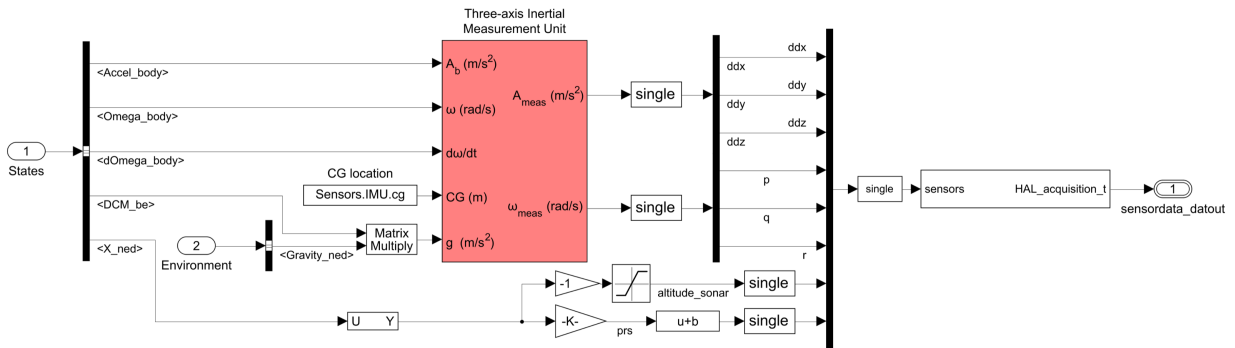 Three-axis Inertial
Measurement Unit
<Accel_body>
A_b (m/s^2)
<Omega_body>
ω (rad/s)
A_meas (m/s^2)
single
1
States
<dOmega_body>
dω/dt
CG location
Sensors.IMU.cg
CG (m)
<DCM_be>
ω_meas (rad/s)
single
<X_ned>
2
Environment
<Gravity_ned>
Matrix
Multiply
g (m/s^2)
ddx
ddx
ddy
ddy
ddz
ddz
p
q
r
single
sensors
HAL_acquisition_t
1
sensordata_datout
U
Y
-1
altitude_sonar
single
-K-
prs
u+b
single